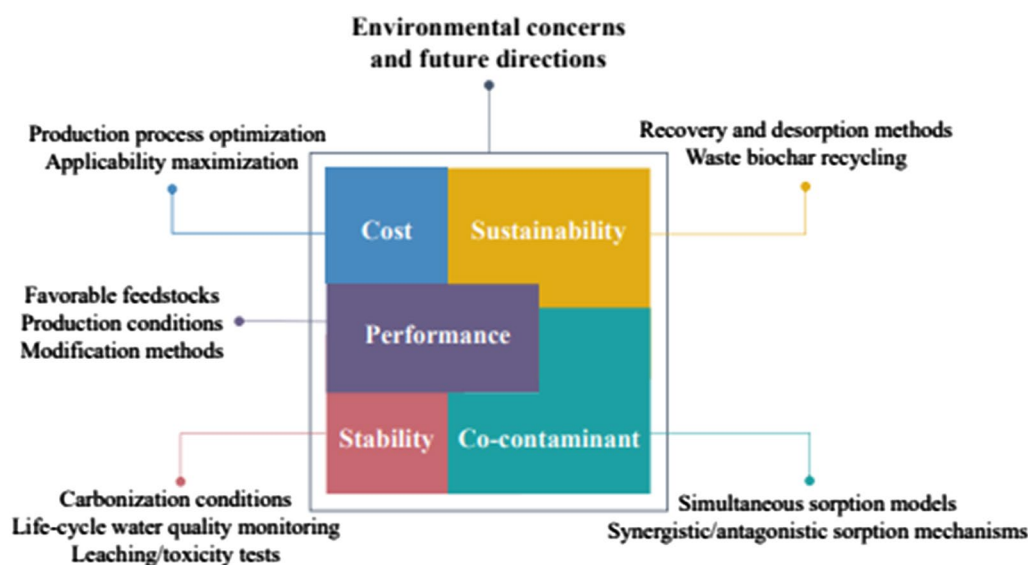 Environmental concerns
and future directions
Production process optimization
Applicability maximization
Recovery and desorption methods
Waste biochar recycling
Cost
Sustainability
Favorable feedstocks
Production conditions
Modification methods
Performance
Stability
Co-contaminant
Carbonization conditions
Life-cycle water quality monitoring
Leaching/toxicity tests
Simultaneous sorption models
Synergistic/antagonistic sorption mechanisms